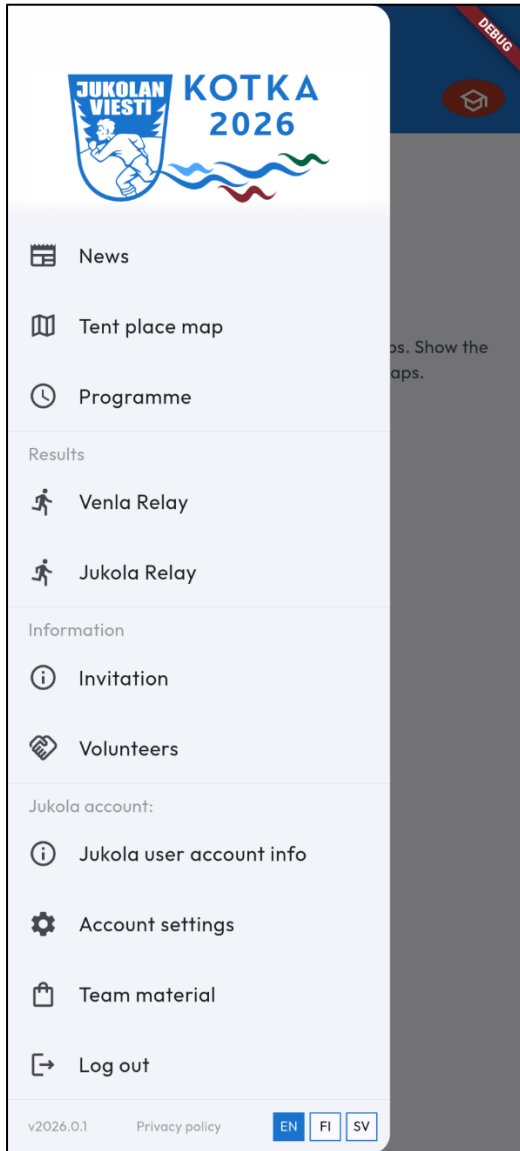 DEBUG
JUKOLAN
VIESTI
KOTKA
2026
News
Tent place map
Show the
Programme
Results
Venla Relay
Jukola Relay
Information
Invitation
Volunteers
Jukola account:
Jukola user account info
Account settings
Team material
Log out
v2026.0.1 Privacy policy EN FI SV